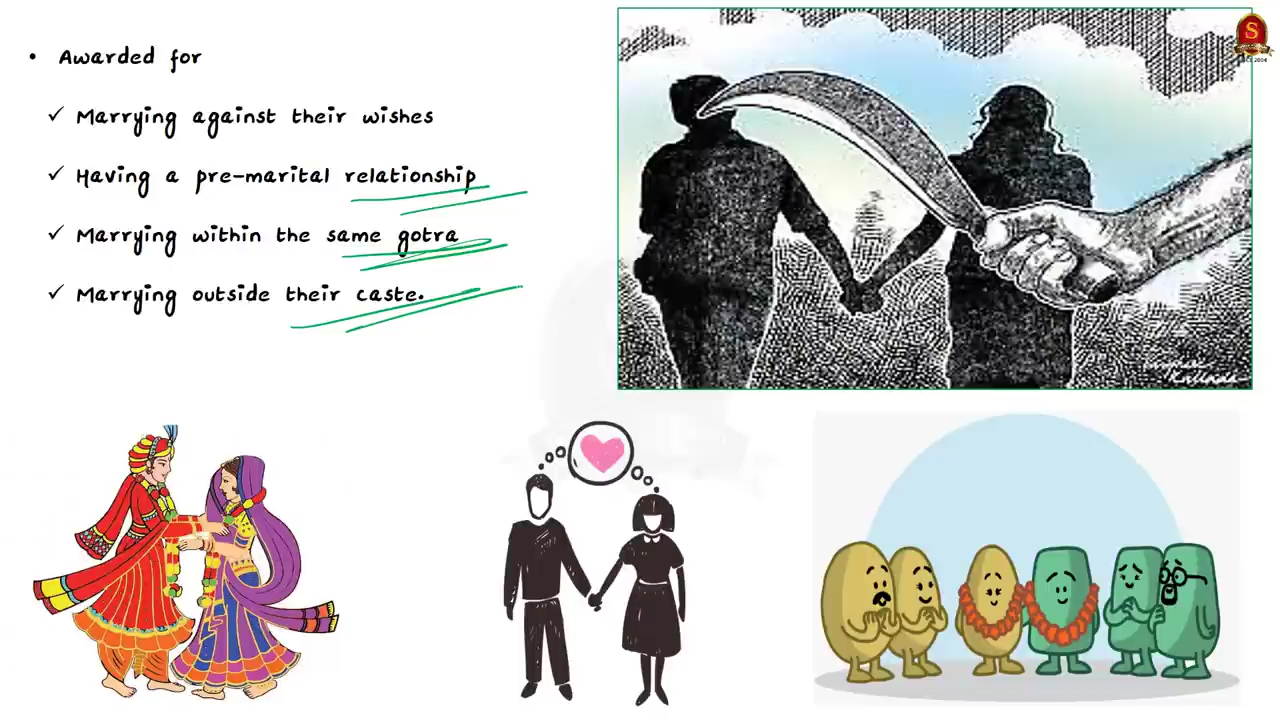 • Awarded for
✓ Marrying against their wishes
✓ Having a pre-marital relationship
✓ Marrying within the same gotra
✓ Marrying outside their caste.
S